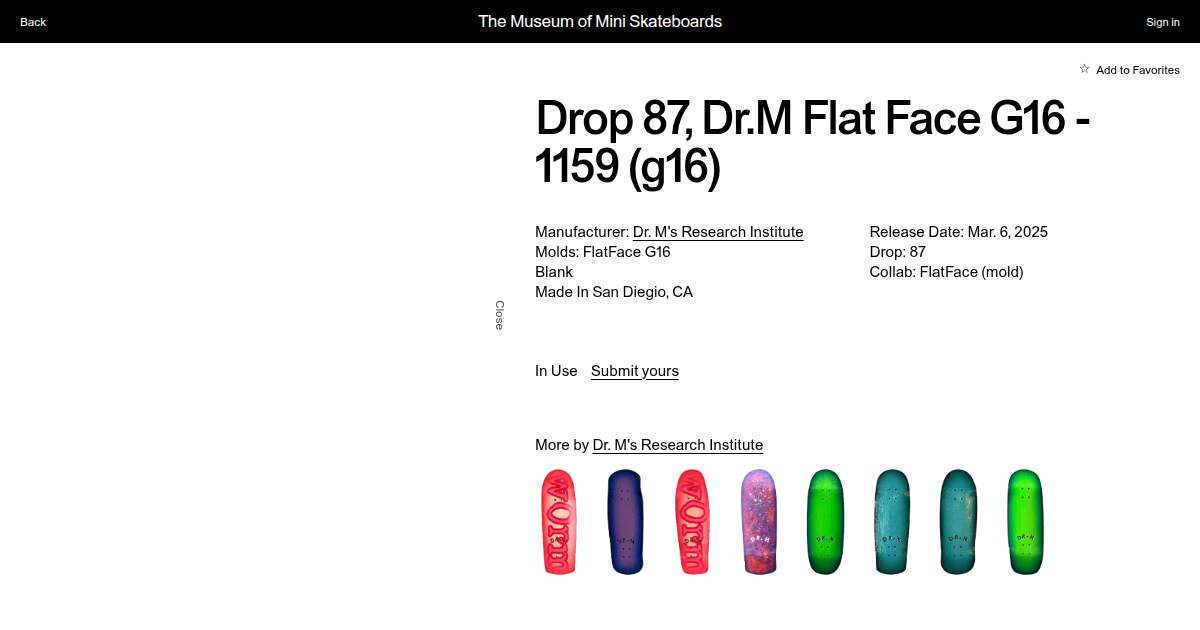 Back
The Museum of Mini Skateboards
Sign in
☆ Add to Favorites
Drop 87, Dr.M Flat Face G16 -
1159 (g16)
Manufacturer: Dr. M's Research Institute
Molds: FlatFace G16
Blank
Made In San Diegio, CA
Release Date: Mar. 6, 2025
Drop: 87
Collab: FlatFace (mold)
Close
In Use Submit yours
More by Dr. M's Research Institute